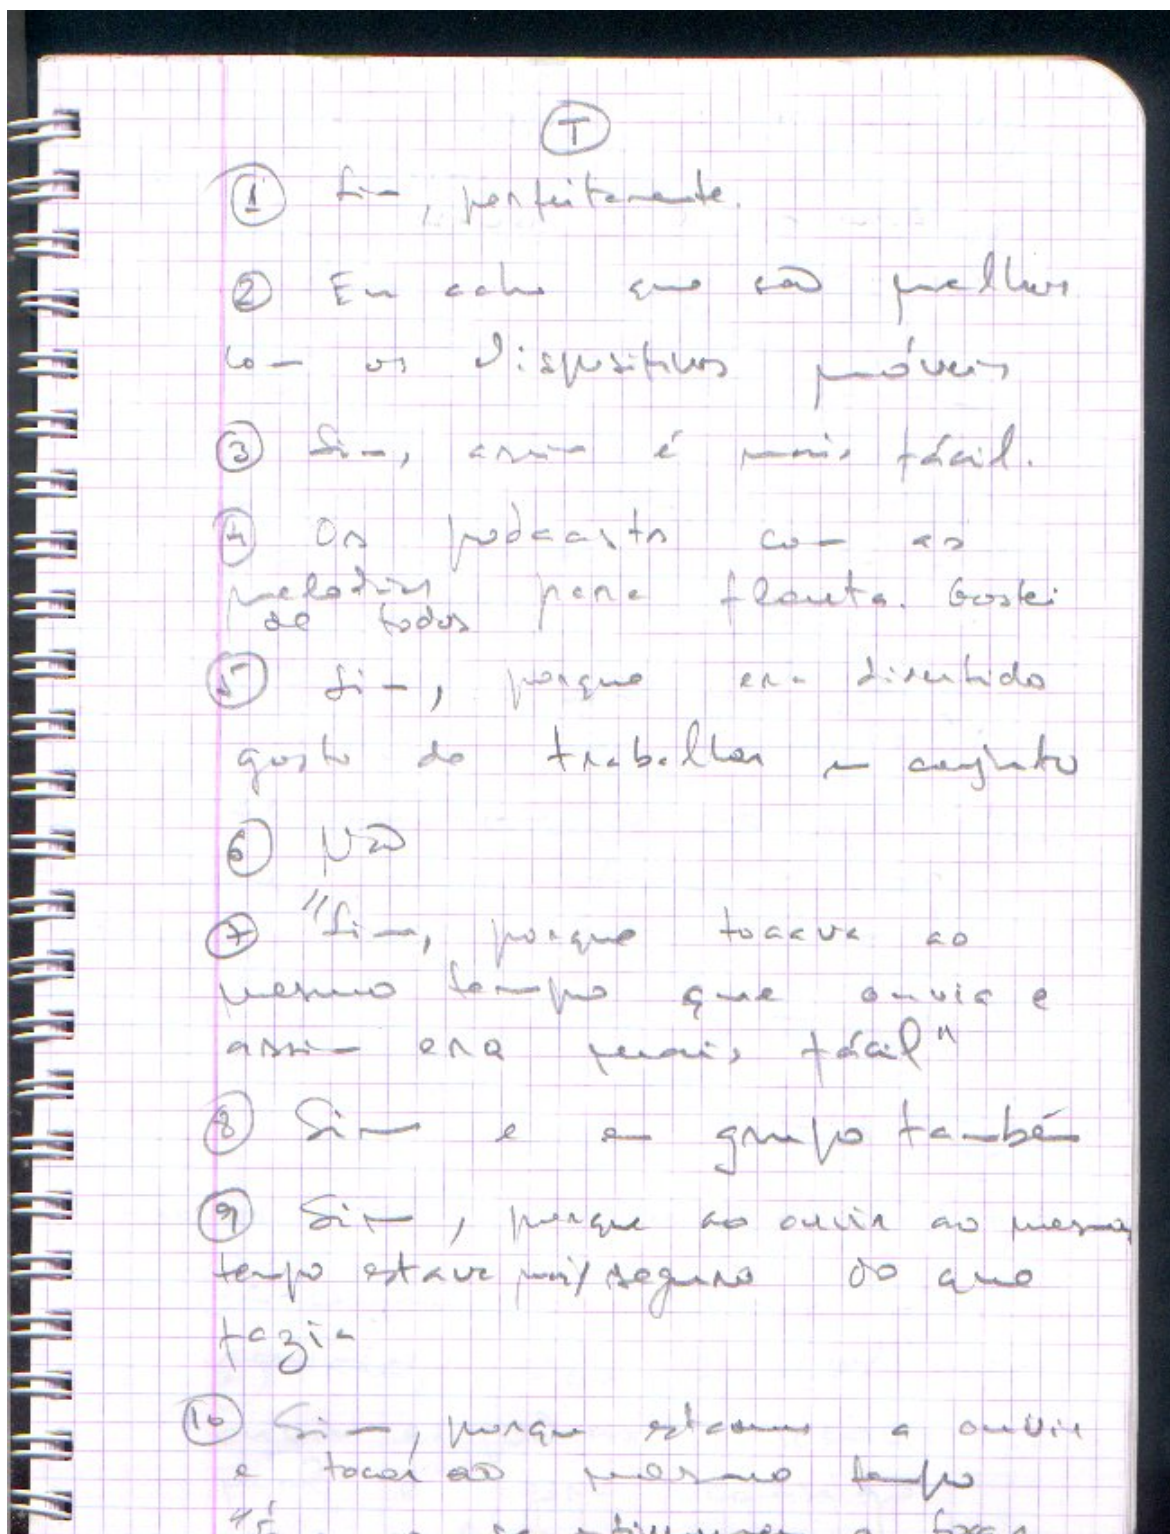 T
1 Sim, perfeitamente.
2 Eu acho que são melhores
com os dispositivos móveis
3 Sim, assim é mais fácil.
4 Os podcasts com as
melodias para flauta. Gostei
de todos
5 Sim, porque era divertido
gosto de trabalhar em conjunto
6 Não
7 "Sim, porque tocava ao
mesmo tempo que ouvia e
assim era mais fácil"
8 Sim e em grupo também
9 Sim, porque ao ouvir ao mesmo
tempo estava mais seguro do que
fazia
10 Sim, porque estamos a ouvir
e tocar ao mesmo tempo
"É